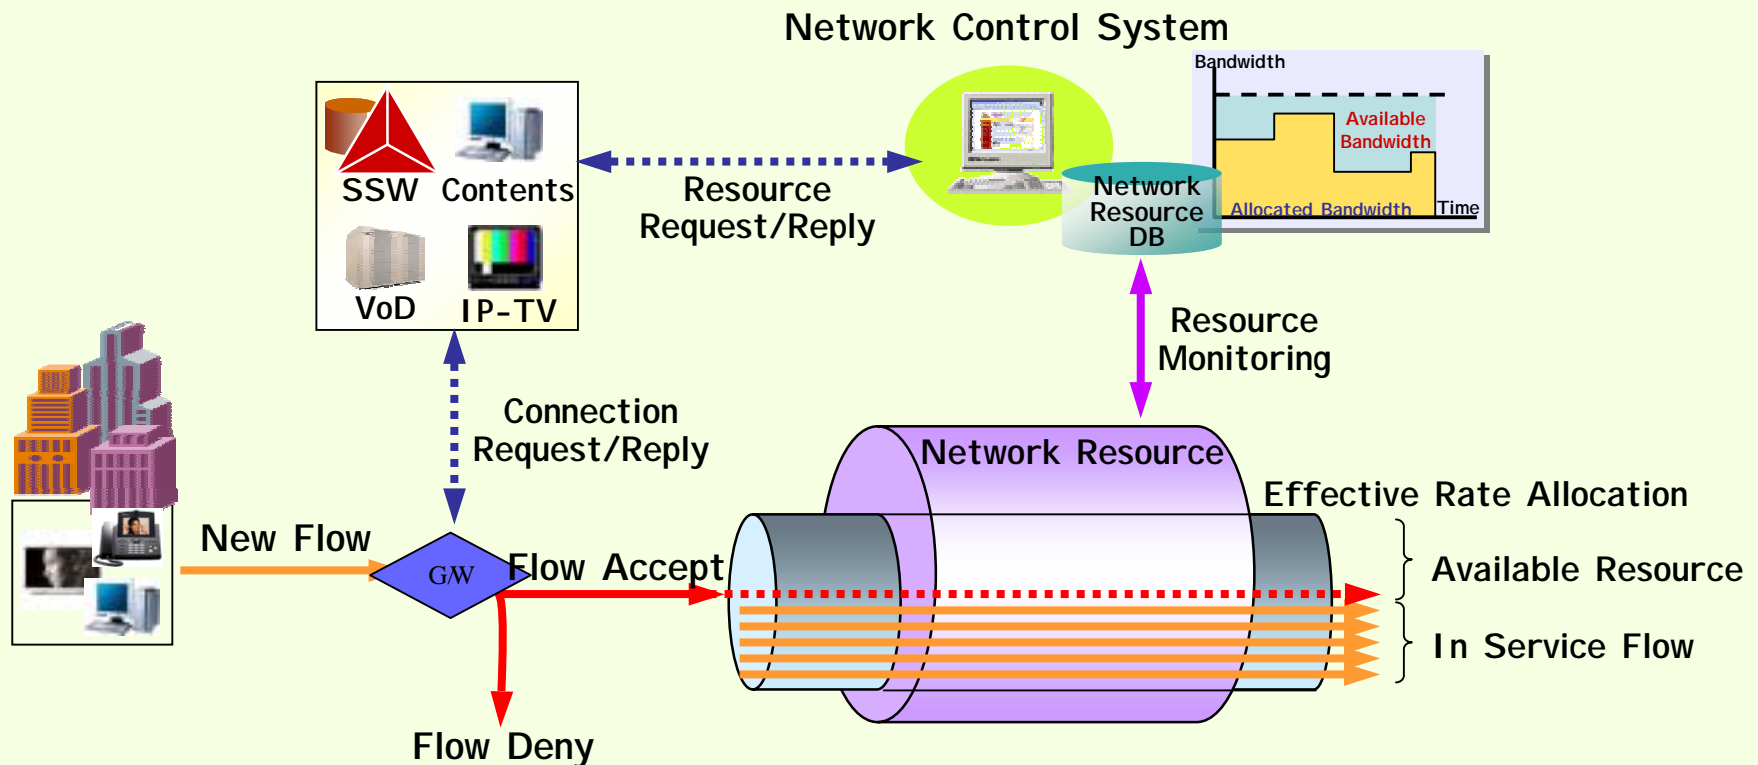 Network Control System
Bandwidth
Available
Bandwidth
Allocated Bandwidth
Time
SSW
Contents
VoD
IP-TV
Resource
Request/Reply
Network
Resource
DB
Resource
Monitoring
Connection
Request/Reply
Network Resource
Effective Rate Allocation
New Flow
G/W
Flow Accept
Available Resource
In Service Flow
Flow Deny